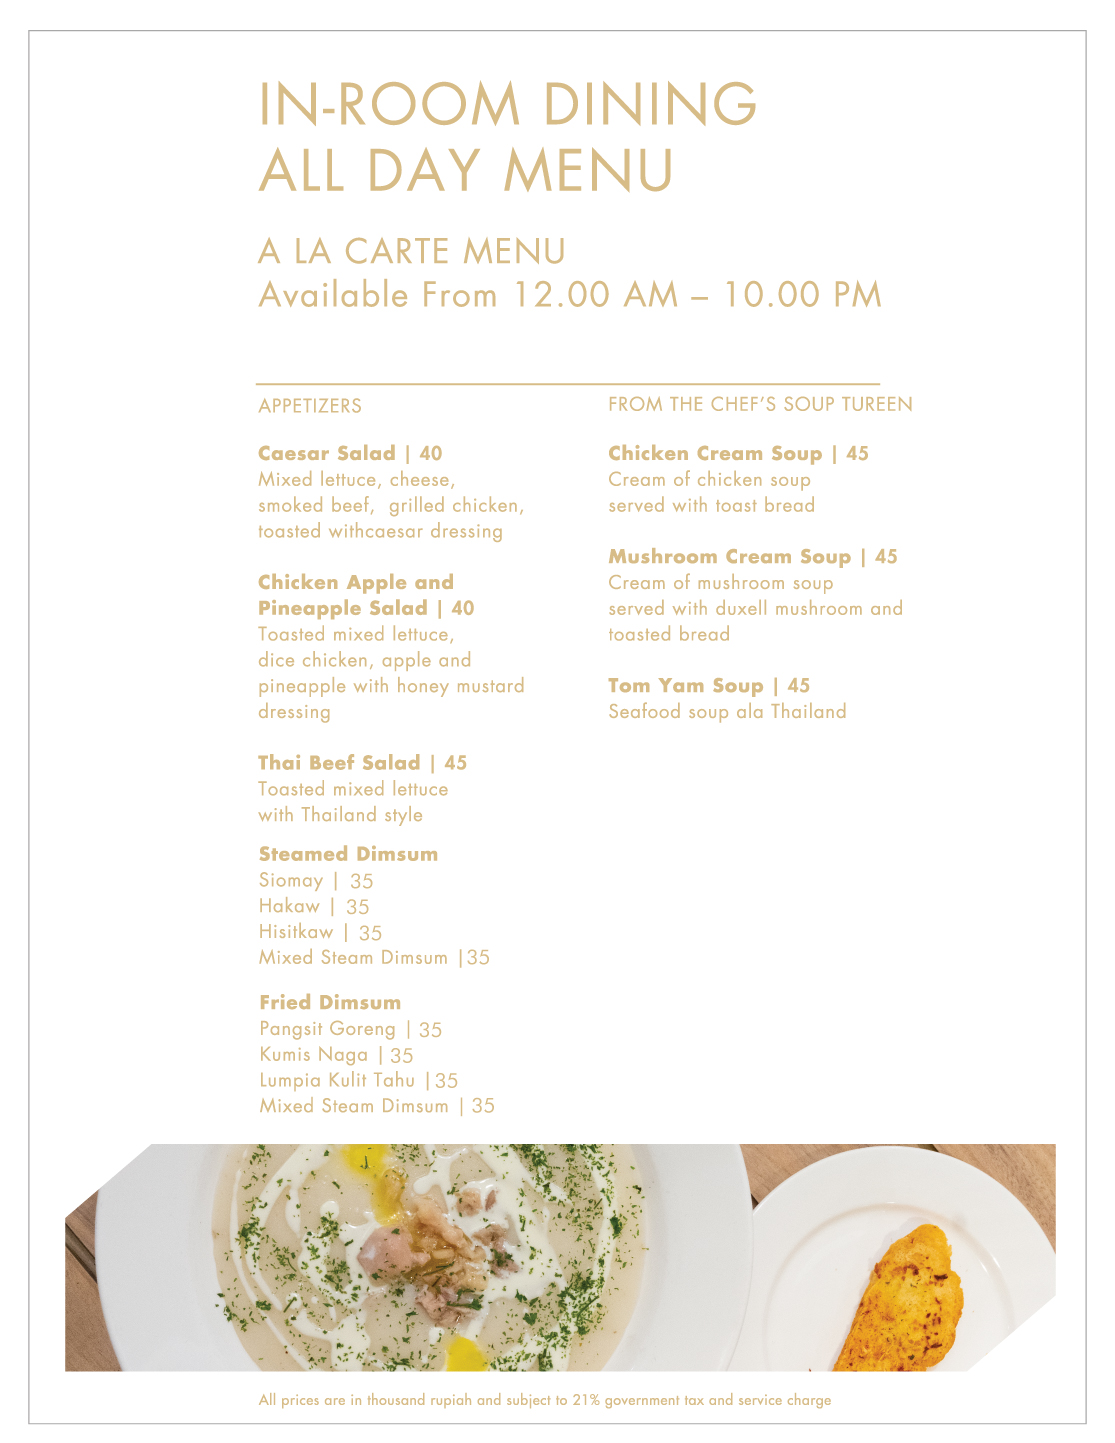 IN-ROOM DINING
ALL DAY MENU
A LA CARTE MENU
Available From 12.00 AM – 10.00 PM
APPETIZERS
Caesar Salad | 40
Mixed lettuce, cheese,
smoked beef,  grilled chicken,
toasted withcaesar dressing
Chicken Apple and
Pineapple Salad | 40
Toasted mixed lettuce,
dice chicken, apple and
pineapple with honey mustard
dressing
Thai Beef Salad | 45
Toasted mixed lettuce
with Thailand style
Steamed Dimsum
Siomay | 35
Hakaw | 35
Hisitkaw | 35
Mixed Steam Dimsum |35
Fried Dimsum
Pangsit Goreng | 35
Kumis Naga | 35
Lumpia Kulit Tahu |35
Mixed Steam Dimsum | 35
FROM THE CHEF’S SOUP TUREEN
Chicken Cream Soup | 45
Cream of chicken soup
served with toast bread
Mushroom Cream Soup | 45
Cream of mushroom soup
served with duxell mushroom and
toasted bread
Tom Yam Soup | 45
Seafood soup ala Thailand
All prices are in thousand rupiah and subject to 21% government tax and service charge